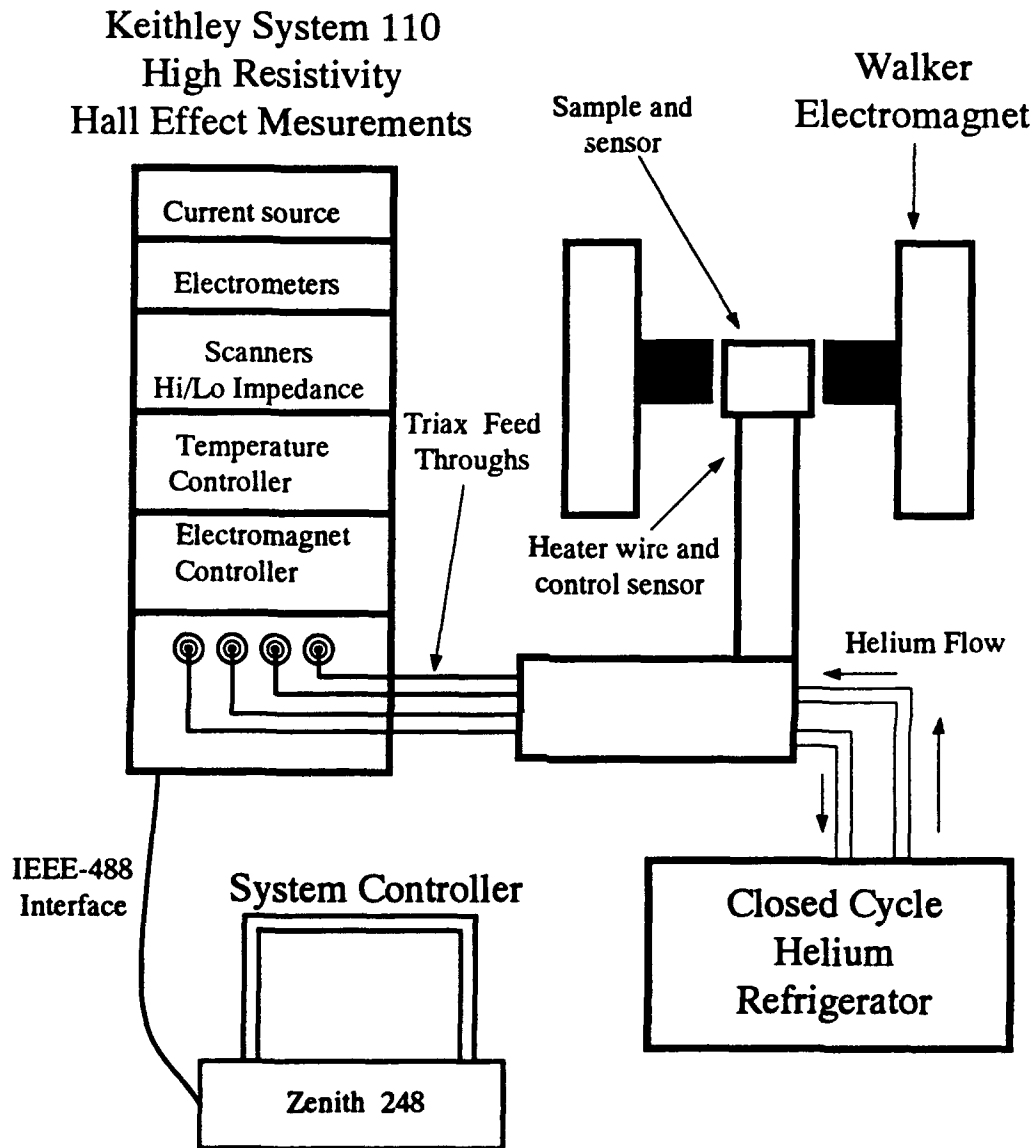 Keithley System 110
High Resistivity
Hall Effect Mesurements
Walker
Electromagnet
Sample and
sensor
Current source
Electrometers
Scanners
Hi/Lo Impedance
Temperature
Controller
Electromagnet
Controller
Triax Feed
Throughs
Heater wire and
control sensor
Helium Flow
IEEE-488
Interface
System Controller
Zenith 248
Closed Cycle
Helium
Refrigerator